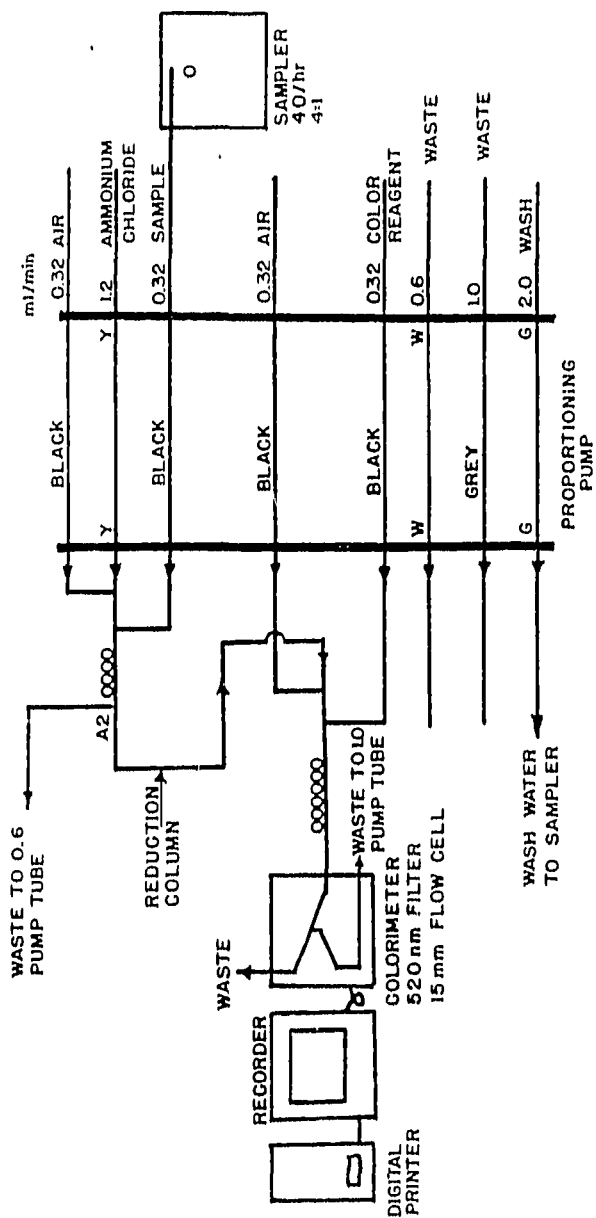 WASTE TO 0.6
PUMP TUBE
A2
REDUCTION
COLUMN
WASTE
WASTE TO 1.0
PUMP TUBE
COLORIMETER
520 nm FILTER
15 mm FLOW CELL
RECORDER
DIGITAL
PRINTER
WASH WATER
TO SAMPLER
ml/min
BLACK 0.32 AIR
Y Y 1.2 AMMONIUM
CHLORIDE
BLACK 0.32 SAMPLE
BLACK 0.32 AIR
BLACK 0.32 COLOR
REAGENT
W W 0.6 WASTE
GREY 1.0 WASTE
G G 2.0 WASH
PROPORTIONING
PUMP
SAMPLER
40/hr
4:1